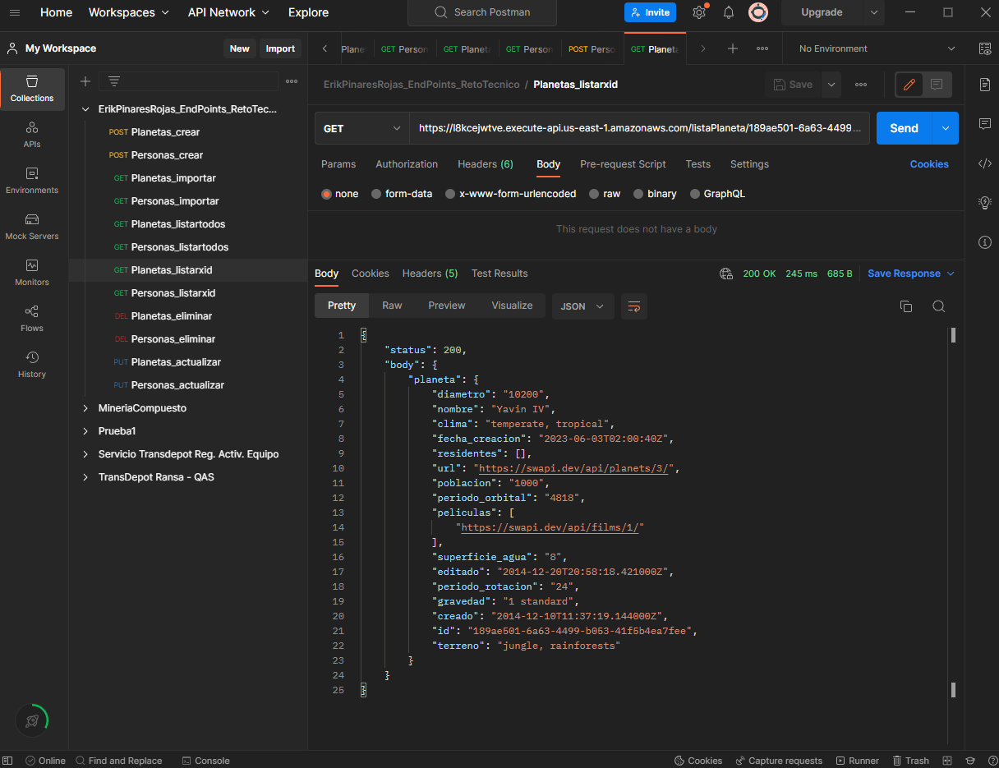 Home Workspaces API Network Explore Search Postman Invite Upgrade
My Workspace New Import
Plane GET Person GET Planeta GET Person POST Perso GET Planeta No Environment
Collections
APIs
Environments
Mock Servers
Monitors
Flows
History
ErikPinaresRojas_EndPoints_RetoTec...
POST Planetas_crear
POST Personas_crear
GET Planetas_importar
GET Personas_importar
GET Planetas_listartodos
GET Personas_listartodos
GET Planetas_listarxid
GET Personas_listarxid
DEL Planetas_eliminar
DEL Personas_eliminar
PUT Planetas_actualizar
PUT Personas_actualizar
MineriaCompuesto
Prueba1
Servicio Transdepot Reg. Activ. Equipo
TransDepot Ransa - QAS
ErikPinaresRojas_EndPoints_RetoTecnico / Planetas_listarxid Save
GET https://l8kcejwtve.execute-api.us-east-1.amazonaws.com/listaPlaneta/189ae501-6a63-4499... Send
Params Authorization Headers (6) Body Pre-request Script Tests Settings Cookies
none form-data x-www-form-urlencoded raw binary GraphQL
This request does not have a body
Body Cookies Headers (5) Test Results 200 OK 245 ms 685 B Save Response
Pretty Raw Preview Visualize JSON
1 {
2 "status": 200,
3 "body": {
4 "planeta": {
5 "diametro": "10200",
6 "nombre": "Yavin IV",
7 "clima": "temperate, tropical",
8 "fecha_creacion": "2023-06-03T02:00:40Z",
9 "residentes": [],
10 "url": "https://swapi.dev/api/planets/3/",
11 "poblacion": "1000",
12 "periodo_orbital": "4818",
13 "peliculas": [
14 "https://swapi.dev/api/films/1/"
15 ],
16 "superficie_agua": "8",
17 "editado": "2014-12-20T20:58:18.421000Z",
18 "periodo_rotacion": "24",
19 "gravedad": "1 standard",
20 "creado": "2014-12-10T11:37:19.144000Z",
21 "id": "189ae501-6a63-4499-b053-41f5b4ea7fee",
22 "terreno": "jungle, rainforests"
23 }
24 }
25 }
Online Find and Replace Console Cookies Capture requests Runner Trash